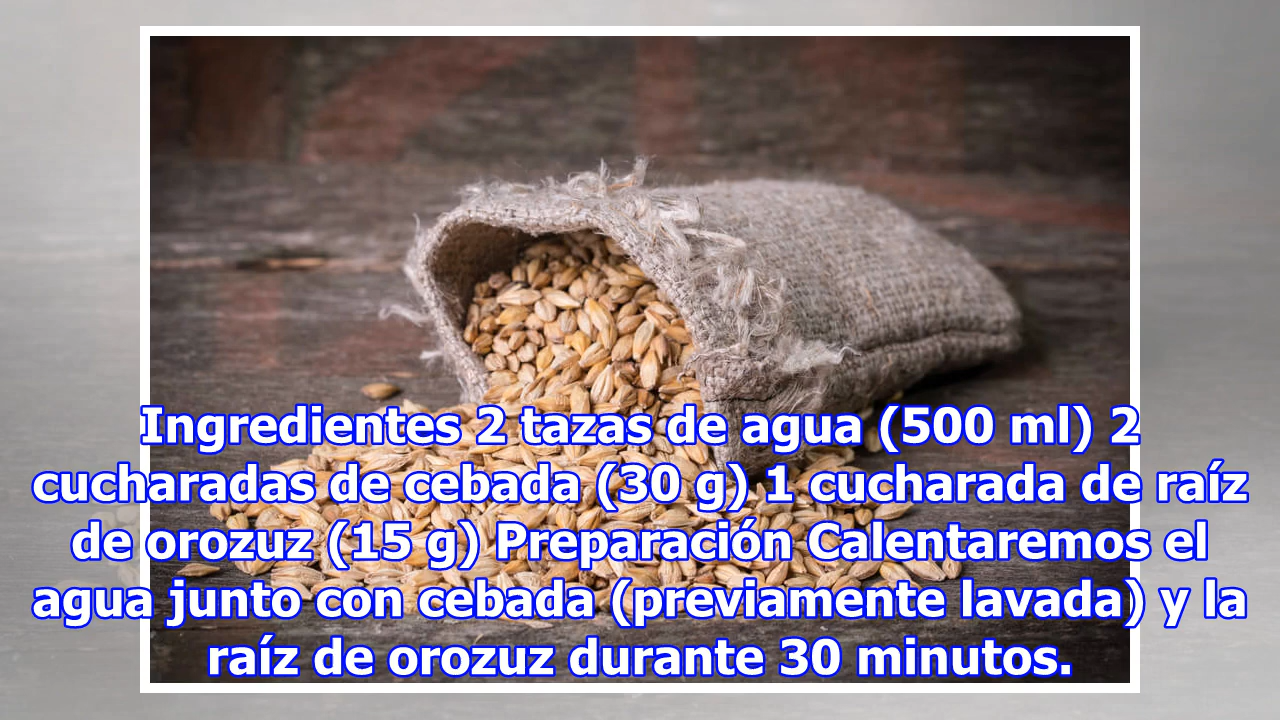 Ingredientes 2 tazas de agua (500 ml) 2
cucharadas de cebada (30 g) 1 cucharada de raíz
de orozuz (15 g) Preparación Calentaremos el
agua junto con cebada (previamente lavada) y la
raíz de orozuz durante 30 minutos.